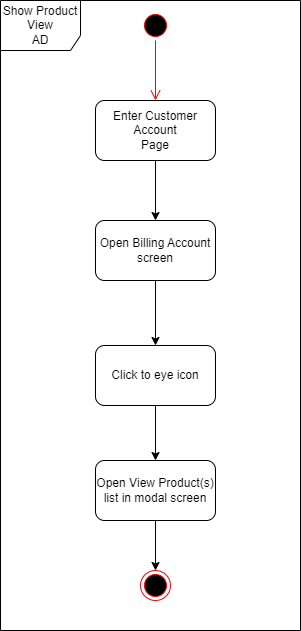 Show Product
View
AD
Enter Customer
Account
Page
Open Billing Account
screen
Click to eye icon
Open View Product(s)
list in modal screen